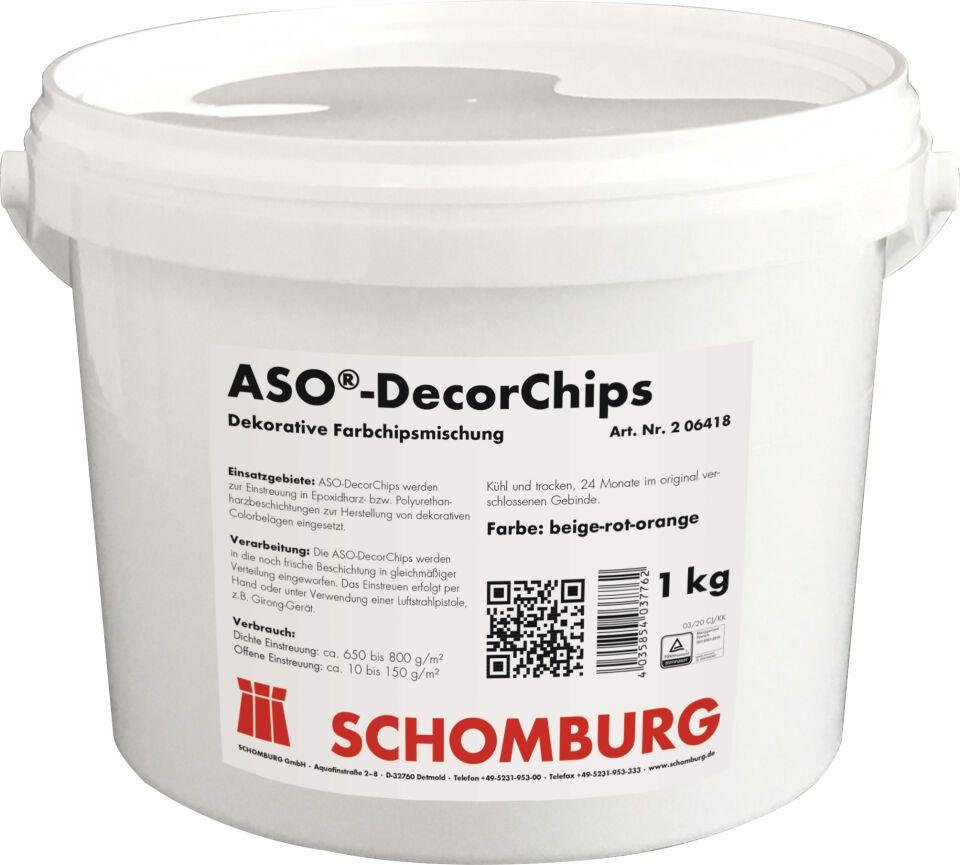 ASO®-DecorChips
Dekorative Farbchipsmischung
Art. Nr. 2 06418
Einsatzgebiete: ASO-DecorChips werden
zur Einstreuung in Epoxidharz- bzw. Polyurethan-
harzbeschichtungen zur Herstellung von dekorativen
Colorbelägen eingesetzt.
Verarbeitung: Die ASO-DecorChips werden
in die noch frische Beschichtung in gleichmäßiger
Verteilung eingeworfen. Das Einstreuen erfolgt per
Hand oder unter Verwendung einer Luftstrahlpistole,
z.B. Girong-Gerät.
Verbrauch:
Dichte Einstreuung: ca. 650 bis 800 g/m²
Offene Einstreuung: ca. 10 bis 150 g/m²
Kühl und trocken, 24 Monate im original ver-
schlossenen Gebinde.
Farbe: beige-rot-orange
4 035854 037762
1 kg
03/20 CJ/KK
SCHOMBURG
SCHOMBURG GmbH · Aquafinstraße 2–8 · D-32760 Detmold · Telefon +49-5231-953-00 · Telefax +49-5231-953-333 · www.schomburg.de